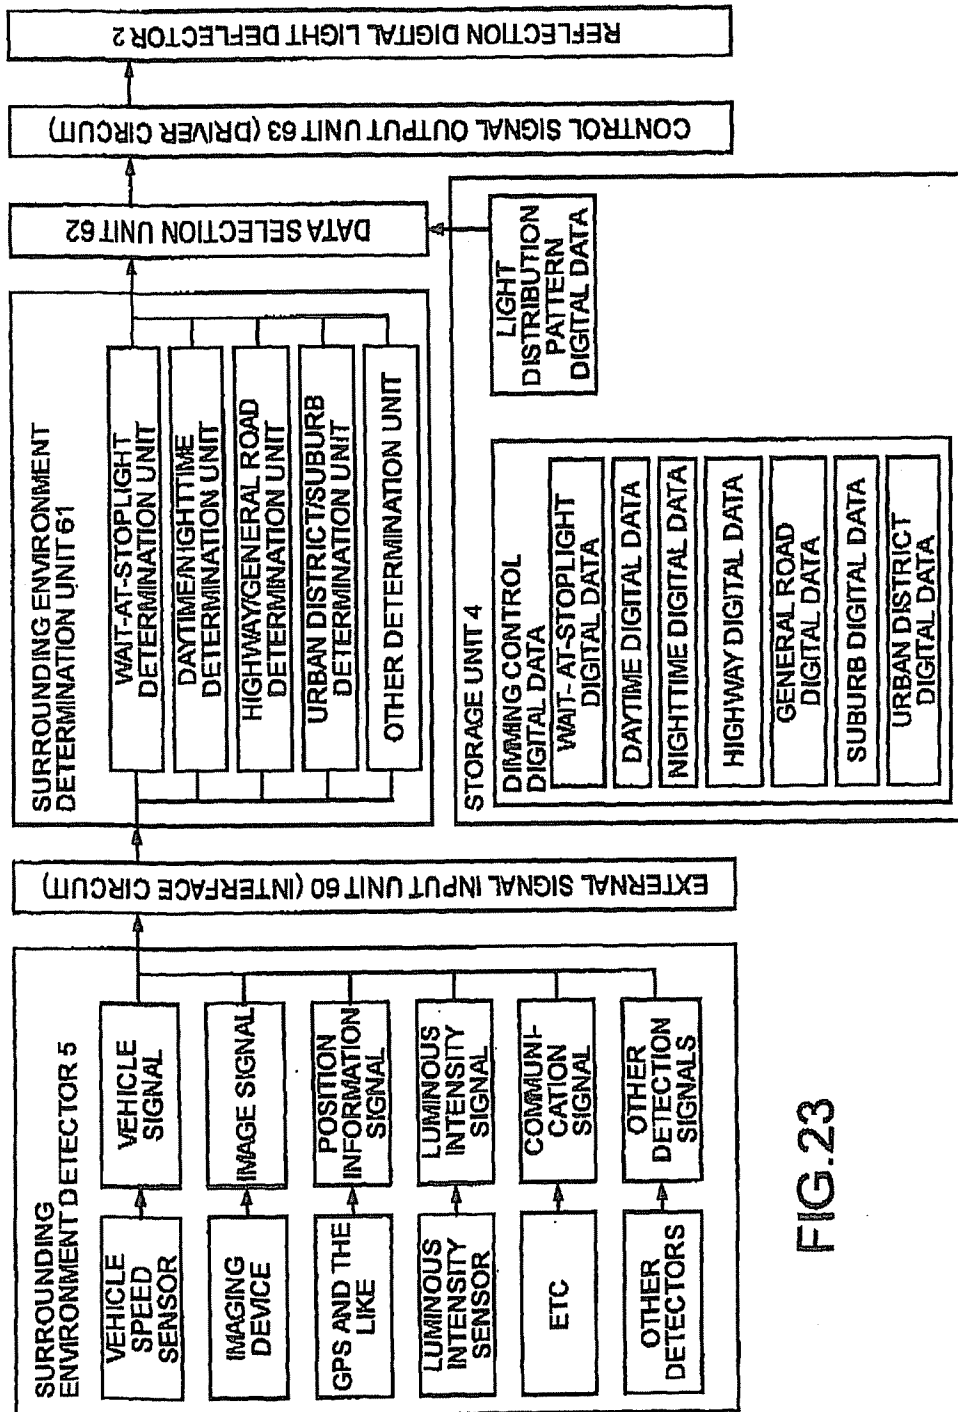 SURROUNDING
ENVIRONMENT DETECTOR 5
VEHICLE
SPEED
SENSOR
VEHICLE
SIGNAL
IMAGING
DEVICE
IMAGE SIGNAL
GPS AND THE
LIKE
POSITION
INFORMATION
SIGNAL
LUMINOUS
INTENSITY
SENSOR
LUMINOUS
INTENSITY
SIGNAL
ETC
COMMUNI-
CATION
SIGNAL
OTHER
DETECTORS
OTHER
DETECTION
SIGNALS
EXTERNAL SIGNAL INPUT UNIT 60 (INTERFACE CIRCUIT)
SURROUNDING ENVIRONMENT
DETERMINATION UNIT 61
WAIT-AT-STOPLIGHT
DETERMINATION UNIT
DAYTIME/NIGHTTIME
DETERMINATION UNIT
HIGHWAY/GENERAL ROAD
DETERMINATION UNIT
URBAN DISTRICT/SUBURB
DETERMINATION UNIT
OTHER DETERMINATION UNIT
DATA SELECTION UNIT 62
CONTROL SIGNAL OUTPUT UNIT 63 (DRIVER CIRCUIT)
REFLECTION DIGITAL LIGHT DEFLECTOR 2
STORAGE UNIT 4
DIMMING CONTROL
DIGITAL DATA
WAIT- AT-STOPLIGHT
DIGITAL DATA
DAYTIME DIGITAL DATA
NIGHTTIME DIGITAL DATA
HIGHWAY DIGITAL DATA
GENERAL ROAD
DIGITAL DATA
SUBURB DIGITAL DATA
URBAN DISTRICT
DIGITAL DATA
LIGHT
DISTRIBUTION
PATTERN
DIGITAL DATA
FIG.23